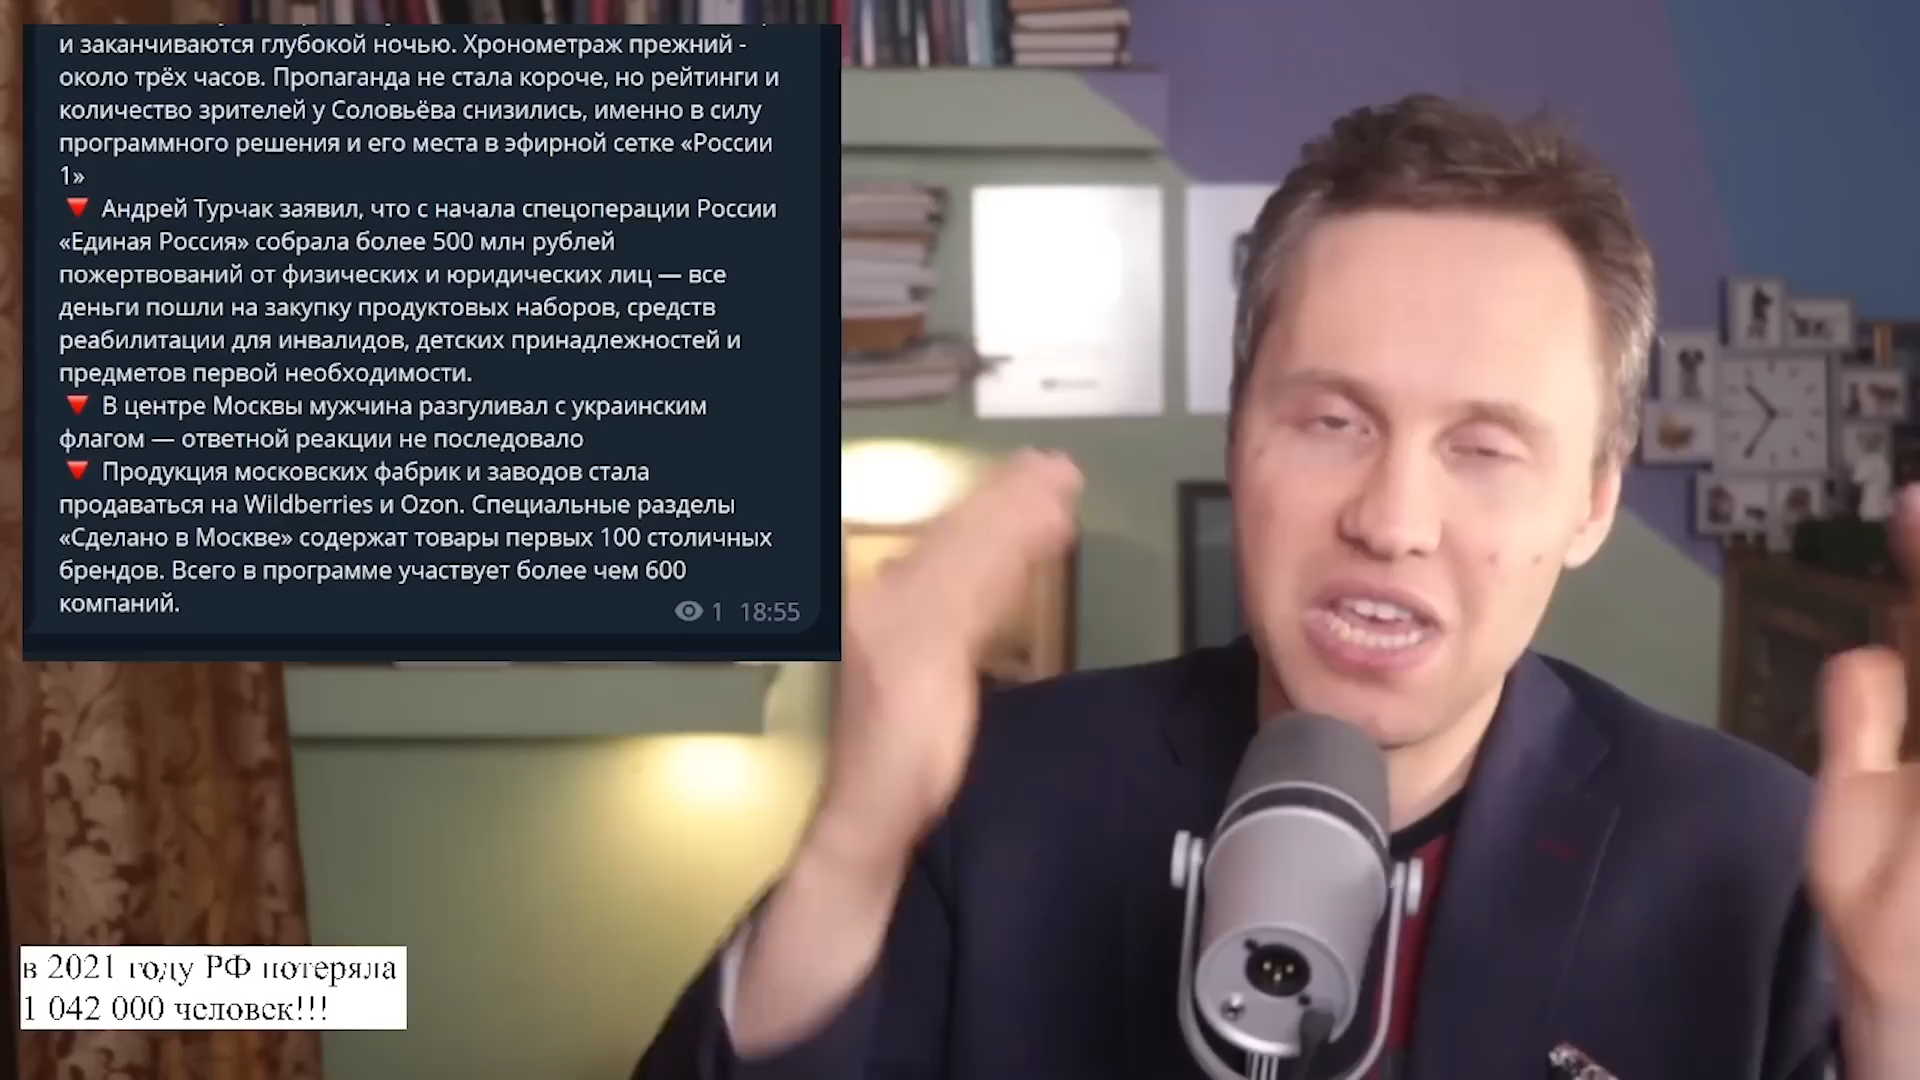 и заканчиваются глубокой ночью. Хронометраж прежний -
около трёх часов. Пропаганда не стала короче, но рейтинги и
количество зрителей у Соловьёва снизились, именно в силу
программного решения и его места в эфирной сетке «России
1»
🔻 Андрей Турчак заявил, что с начала спецоперации России
«Единая Россия» собрала более 500 млн рублей
пожертвований от физических и юридических лиц — все
деньги пошли на закупку продуктовых наборов, средств
реабилитации для инвалидов, детских принадлежностей и
предметов первой необходимости.
🔻 В центре Москвы мужчина разгуливал с украинским
флагом — ответной реакции не последовало
🔻 Продукция московских фабрик и заводов стала
продаваться на Wildberries и Ozon. Специальные разделы
«Сделано в Москве» содержат товары первых 100 столичных
брендов. Всего в программе участвует более чем 600
компаний.
1 18:55
в 2021 году РФ потеряла
1 042 000 человек!!!